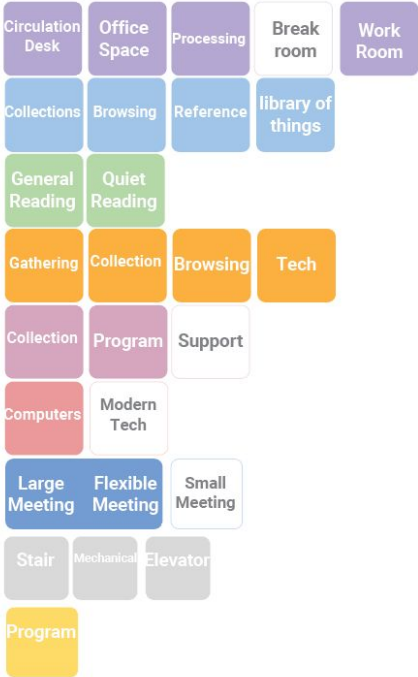 Circulation Desk
Office Space
Processing
Break room
Work Room
Collections
Browsing
Reference
library of things
General Reading
Quiet Reading
Gathering
Collection
Browsing
Tech
Collection
Program
Support
Computers
Modern Tech
Large Meeting
Flexible Meeting
Small Meeting
Stair
Mechanical
Elevator
Program